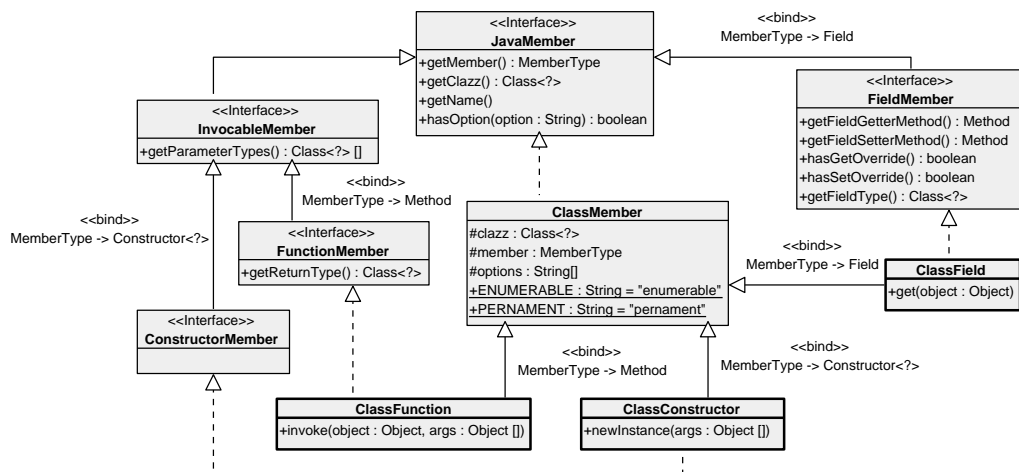 <<Interface>>
JavaMember
+getMember() : MemberType
+getClazz() : Class<?>
+getName()
+hasOption(option : String) : boolean
<<bind>>
MemberType -> Field
<<Interface>>
FieldMember
+getFieldGetterMethod() : Method
+getFieldSetterMethod() : Method
+hasGetOverride() : boolean
+hasSetOverride() : boolean
+getFieldType() : Class<?>
<<Interface>>
InvocableMember
+getParameterTypes() : Class<?> []
<<bind>>
MemberType -> Method
<<bind>>
MemberType -> Constructor<?>
<<Interface>>
FunctionMember
+getReturnType() : Class<?>
ClassMember
#clazz : Class<?>
#member : MemberType
#options : String[]
+ENUMERABLE : String = "enumerable"
+PERNAMENT : String = "pernament"
<<bind>>
MemberType -> Field
ClassField
+get(object : Object)
<<Interface>>
ConstructorMember
<<bind>>
MemberType -> Method
<<bind>>
MemberType -> Constructor<?>
ClassFunction
+invoke(object : Object, args : Object [])
ClassConstructor
+newInstance(args : Object [])